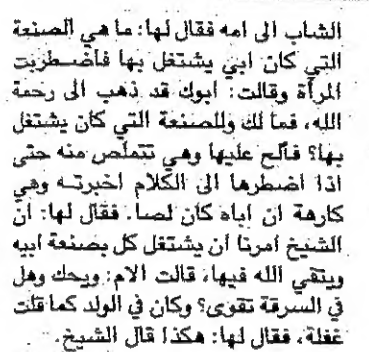 الشاب الى امه فقال لها: ما هي الصنعة
التي كان ابي يشتغل بها فاضـطربت
المرأة وقالت: ابوك قد ذهب الى رحمة
الله، فما لك وللصنعة التي كان يشتغل
بها؟ فألح عليها وهي تتملص منه حتى
اذا اضطرها الى الكلام اخبرتـه وهي
كارهة ان اباه كان لصا. فقال لها: ان
الشيخ امرنا ان يشتغل كل بصنعة ابيه
ويتقي الله فيها، قالت الام: ويحك وهل
في السرقة تقوى؟ وكان في الولد كما قلت
غفلة، فقال لها: هكذا قال الشيخ.